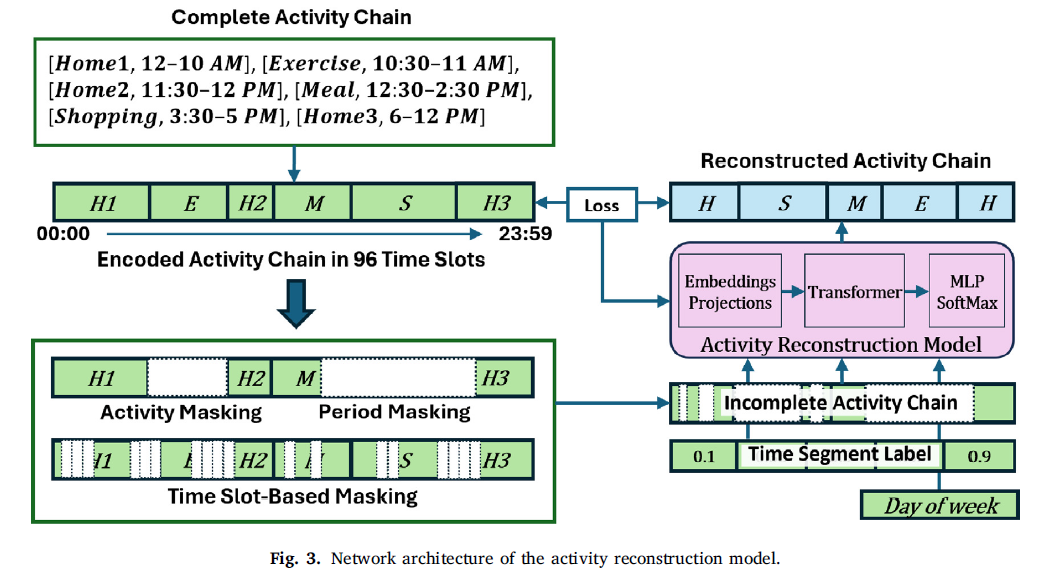 Complete Activity Chain
[Home1, 12–10 AM], [Exercise, 10:30–11 AM],
[Home2, 11:30–12 PM], [Meal, 12:30–2:30 PM],
[Shopping, 3:30–5 PM], [Home3, 6–12 PM]
H1 E H2 M S H3
00:00 23:59
Encoded Activity Chain in 96 Time Slots
Loss
Reconstructed Activity Chain
H S M E H
Embeddings
Projections
Transformer
MLP
SoftMax
Activity Reconstruction Model
H1 H2 M H3
Activity Masking Period Masking
H2 S H3
Time Slot-Based Masking
Incomplete Activity Chain
0.1 Time Segment Label 0.9
Day of week
Fig. 3. Network architecture of the activity reconstruction model.